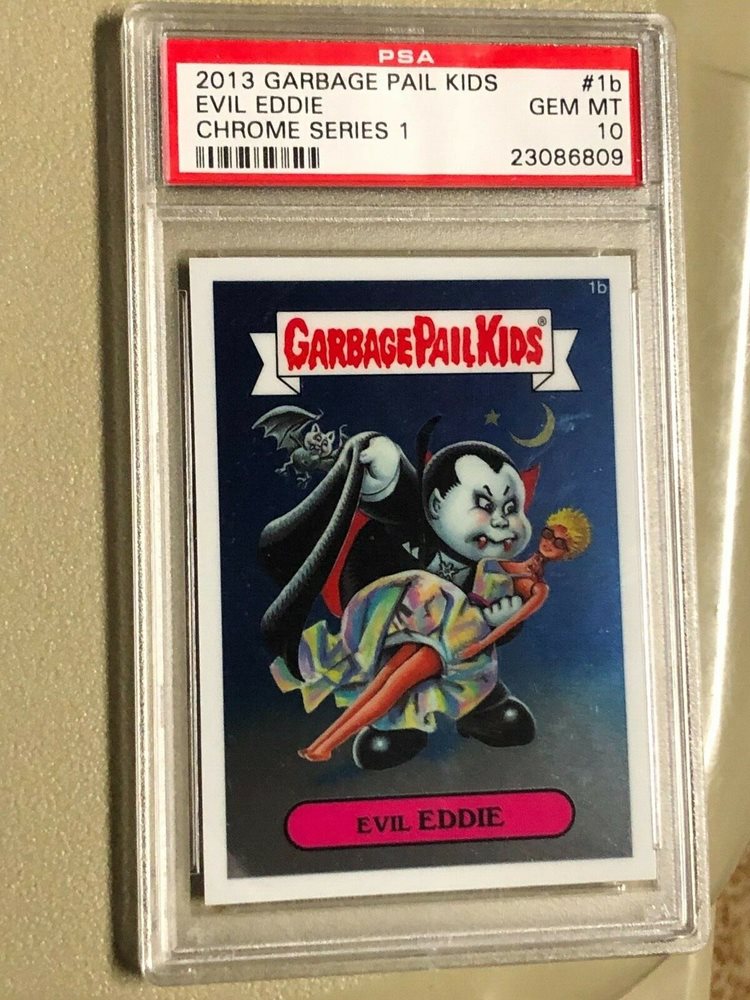 PSA
2013 GARBAGE PAIL KIDS #1b
EVIL EDDIE GEM MT
CHROME SERIES 1 10
23086809
1b
GARBAGE PAIL KIDS®
EVIL EDDIE